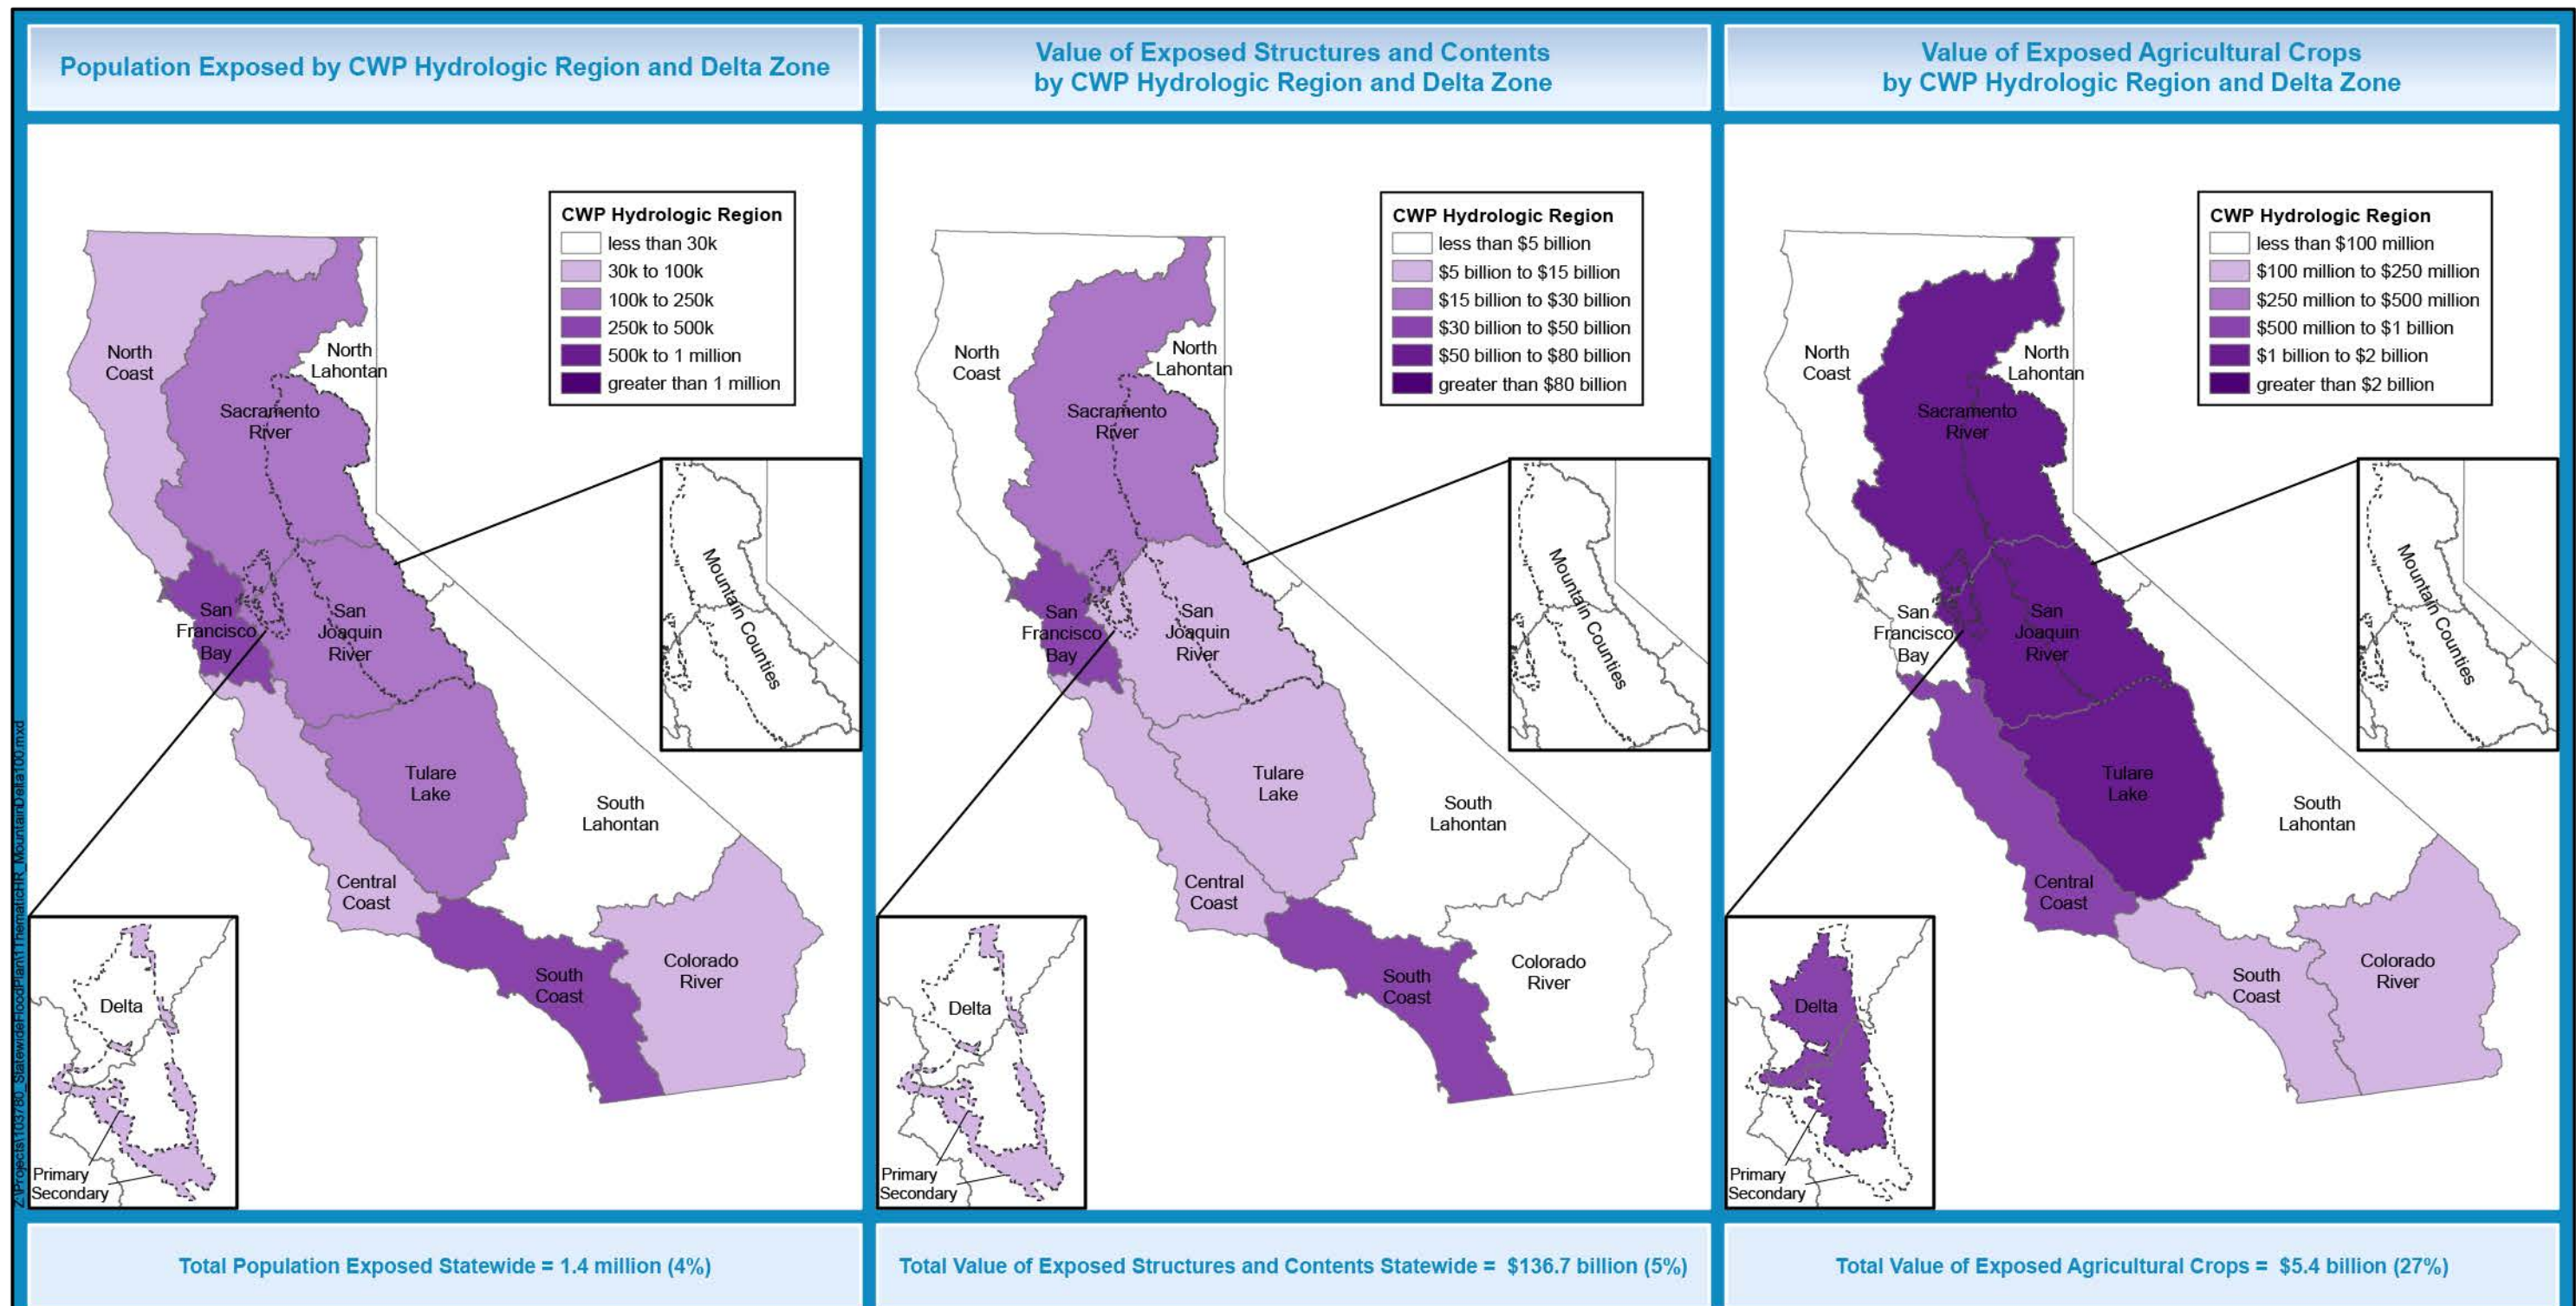 Population Exposed by CWP Hydrologic Region and Delta Zone
CWP Hydrologic Region
less than 30k
30k to 100k
100k to 250k
250k to 500k
500k to 1 million
greater than 1 million
North
Coast
North
Lahontan
Sacramento
River
San
Francisco
Bay
San
Joaquin
River
Mountain Counties
Tulare
Lake
South
Lahontan
Central
Coast
South
Coast
Colorado
River
Delta
Primary
Secondary
Z:\Projects\103780_StatewideFloodPlan\1ThematicHR_MountainDelta100.mxd
Total Population Exposed Statewide = 1.4 million (4%)
Value of Exposed Structures and Contents
by CWP Hydrologic Region and Delta Zone
CWP Hydrologic Region
less than $5 billion
$5 billion to $15 billion
$15 billion to $30 billion
$30 billion to $50 billion
$50 billion to $80 billion
greater than $80 billion
North
Coast
North
Lahontan
Sacramento
River
San
Francisco
Bay
San
Joaquin
River
Mountain Counties
Tulare
Lake
South
Lahontan
Central
Coast
South
Coast
Colorado
River
Delta
Primary
Secondary
Total Value of Exposed Structures and Contents Statewide = $136.7 billion (5%)
Value of Exposed Agricultural Crops
by CWP Hydrologic Region and Delta Zone
CWP Hydrologic Region
less than $100 million
$100 million to $250 million
$250 million to $500 million
$500 million to $1 billion
$1 billion to $2 billion
greater than $2 billion
North
Coast
North
Lahontan
Sacramento
River
San
Francisco
Bay
San
Joaquin
River
Mountain Counties
Tulare
Lake
South
Lahontan
Central
Coast
South
Coast
Colorado
River
Delta
Primary
Secondary
Total Value of Exposed Agricultural Crops = $5.4 billion (27%)